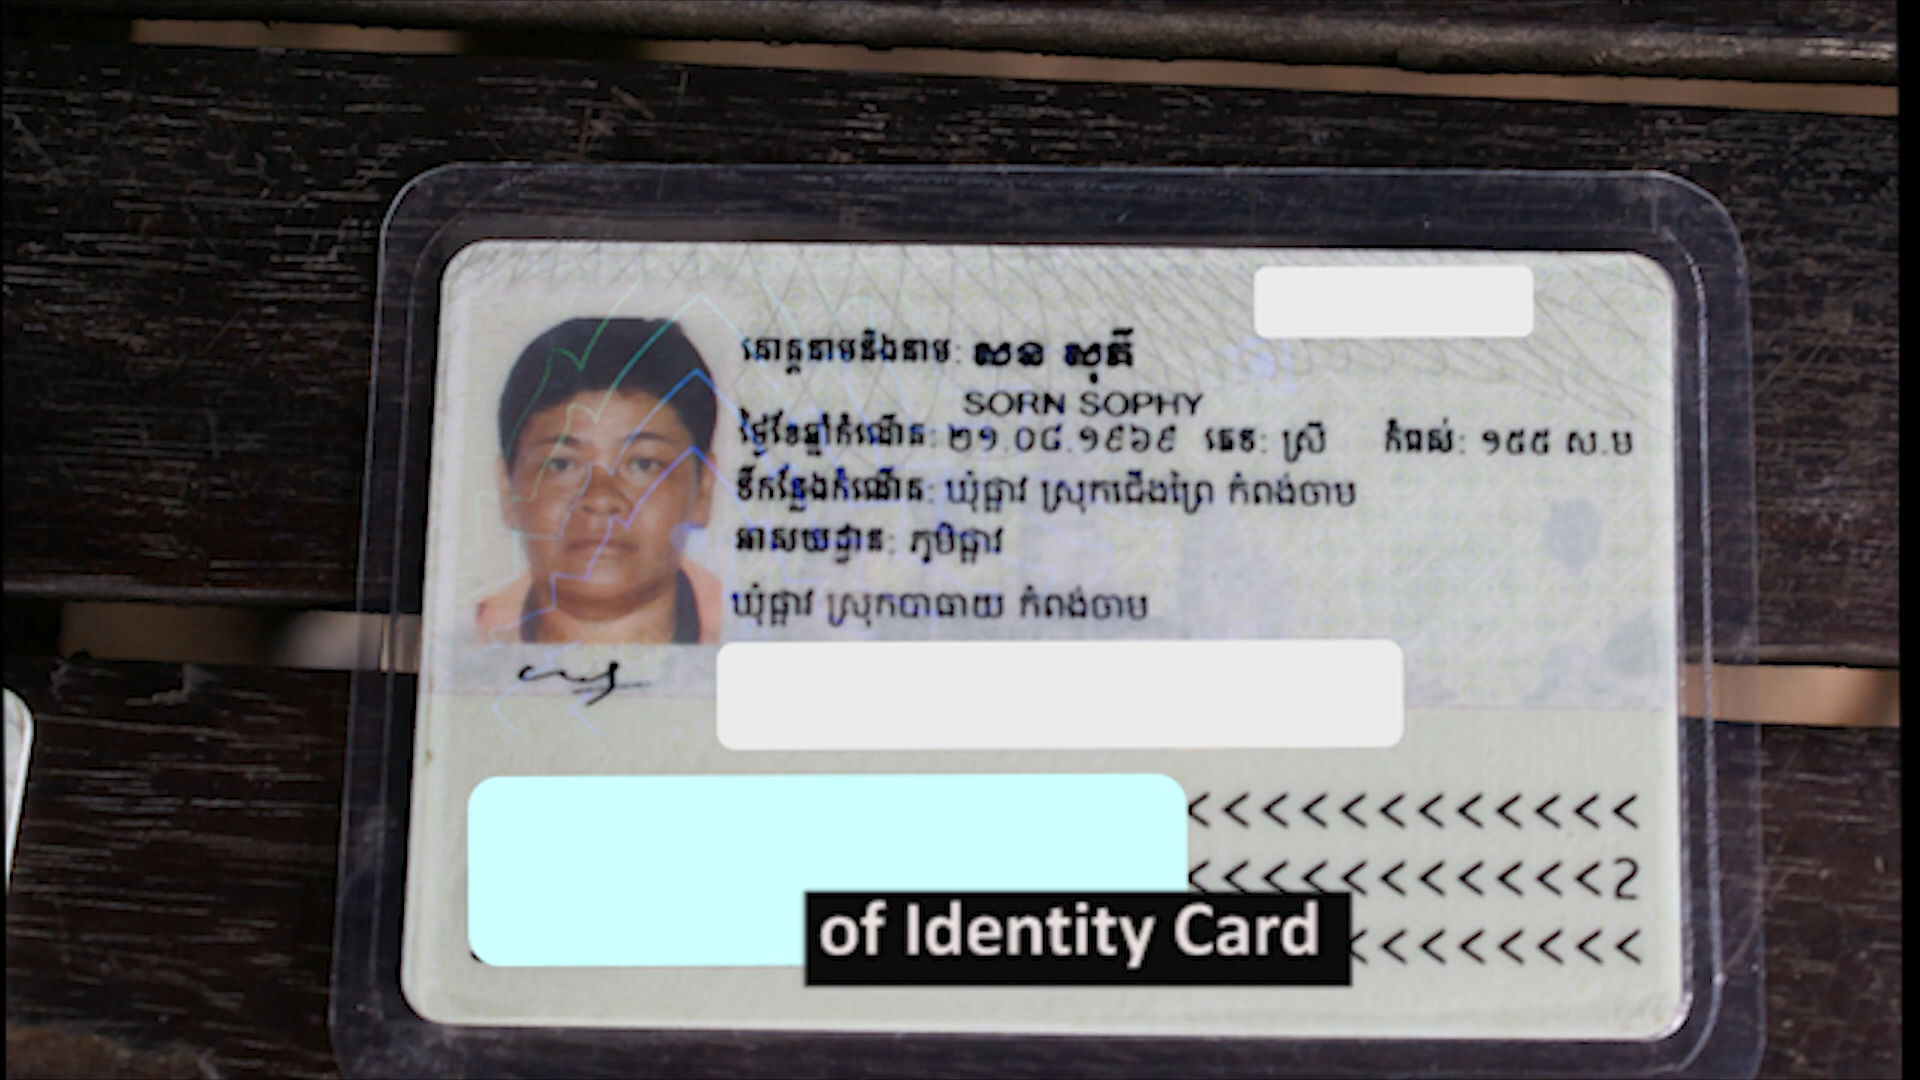 គោត្តនាមនិងនាម: សន សុភី
SORN SOPHY
ថ្ងៃខែឆ្នាំកំណើត: ២១.០៨.១៩៦៩ ភេទ: ស្រី កំពស់: ១៥៥ ស.ម
ទីកន្លែងកំណើត: ឃុំផ្អាវ ស្រុកជើងព្រៃ កំពង់ចាម
អាសយដ្ឋាន: ភូមិផ្អាវ
ឃុំផ្អាវ ស្រុកបាធាយ កំពង់ចាម
<<<<<<<<<<<<
<<<<<<<<<<<2
of Identity Card
<<<<<<<<